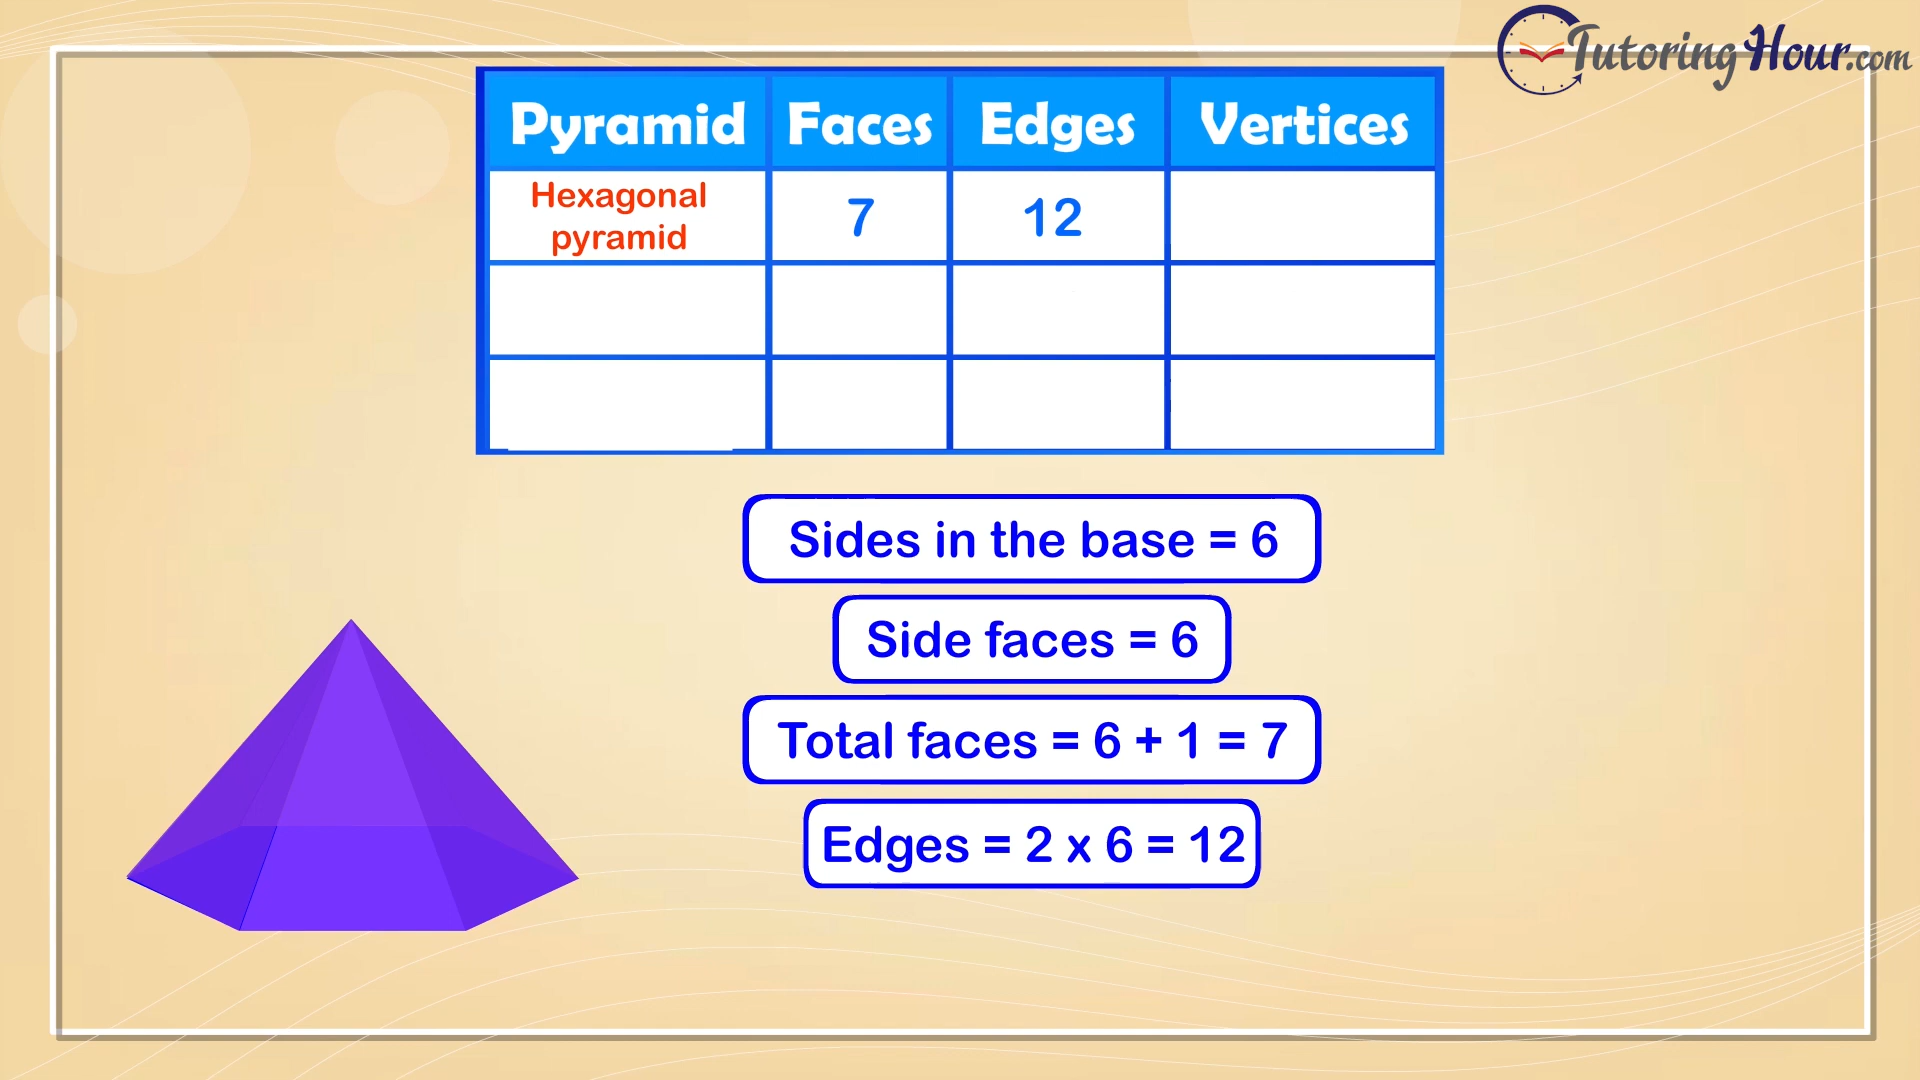 TutoringHour.com
Pyramid Faces Edges Vertices
Hexagonal
pyramid 7 12
Sides in the base = 6
Side faces = 6
Total faces = 6 + 1 = 7
Edges = 2 x 6 = 12